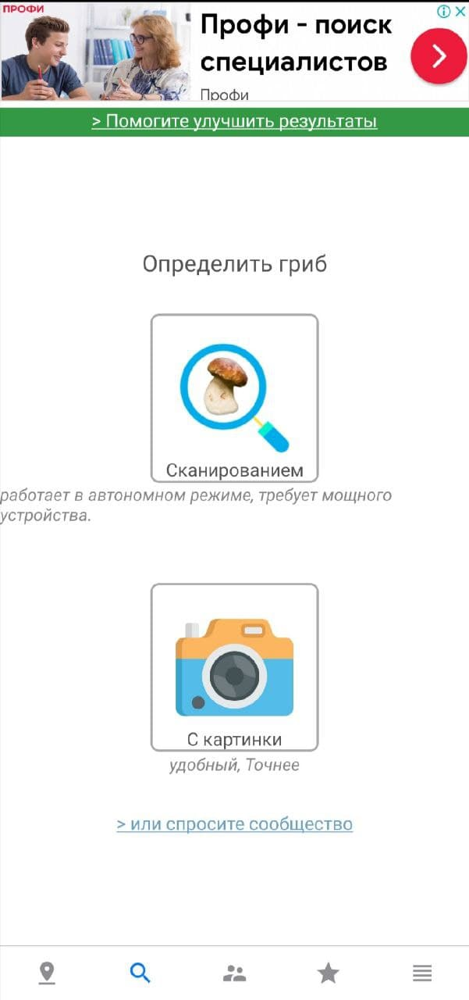 ПРОФИ
Профи - поиск
специалистов
Профи
> Помогите улучшить результаты
Определить гриб
Сканированием
работает в автономном режиме, требует мощного
устройства.
С картинки
удобный, Точнее
> или спросите сообщество